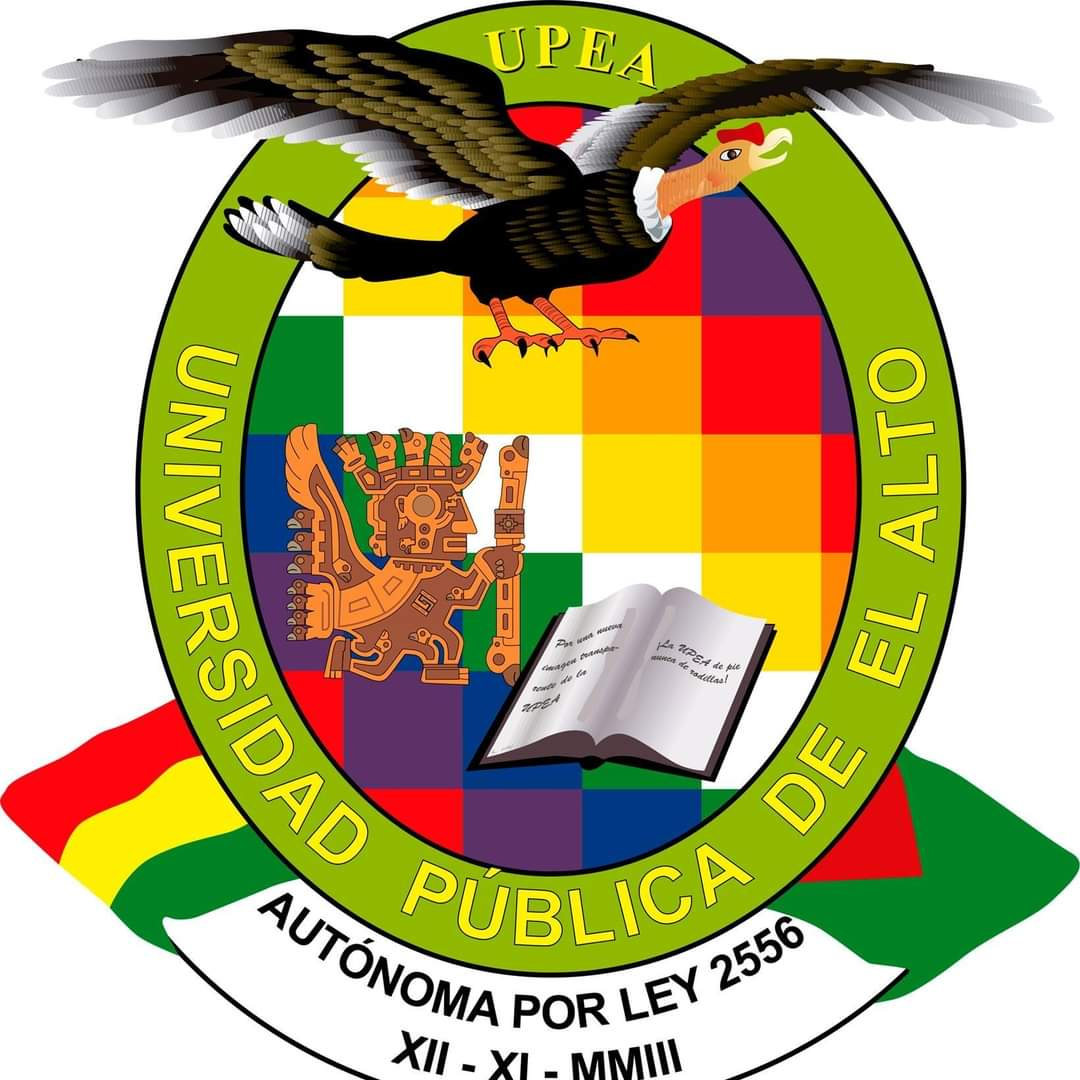 UPEA
UNIVERSIDAD PÚBLICA DE EL ALTO
Por una nueva
imagen transpa-
rente de la
UPEA
¡La UPEA de pie
nunca de rodillas!
AUTÓNOMA POR LEY 2556
XII - XI - MMIII